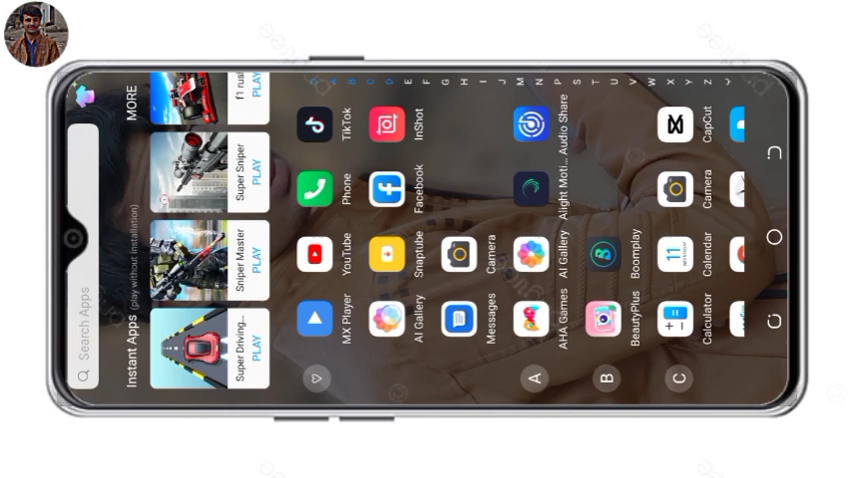 Search Apps
Instant Apps (play without installation)
MORE
Super Driving...
Sniper Master
Super Sniper
f1 rus
PLAY
PLAY
PLAY
PLAY
MX Player
YouTube
Phone
TikTok
AI Gallery
Snaptube
Facebook
InShot
Messages
Camera
A
AHA Games
AI Gallery
Alight Moti...
Audio Share
B
BeautyPlus
Boomplay
C
11
Calculator
Calendar
Camera
CapCut
A
B
C
D
E
F
G
H
I
J
M
N
P
S
T
U
V
W
X
Y
Z